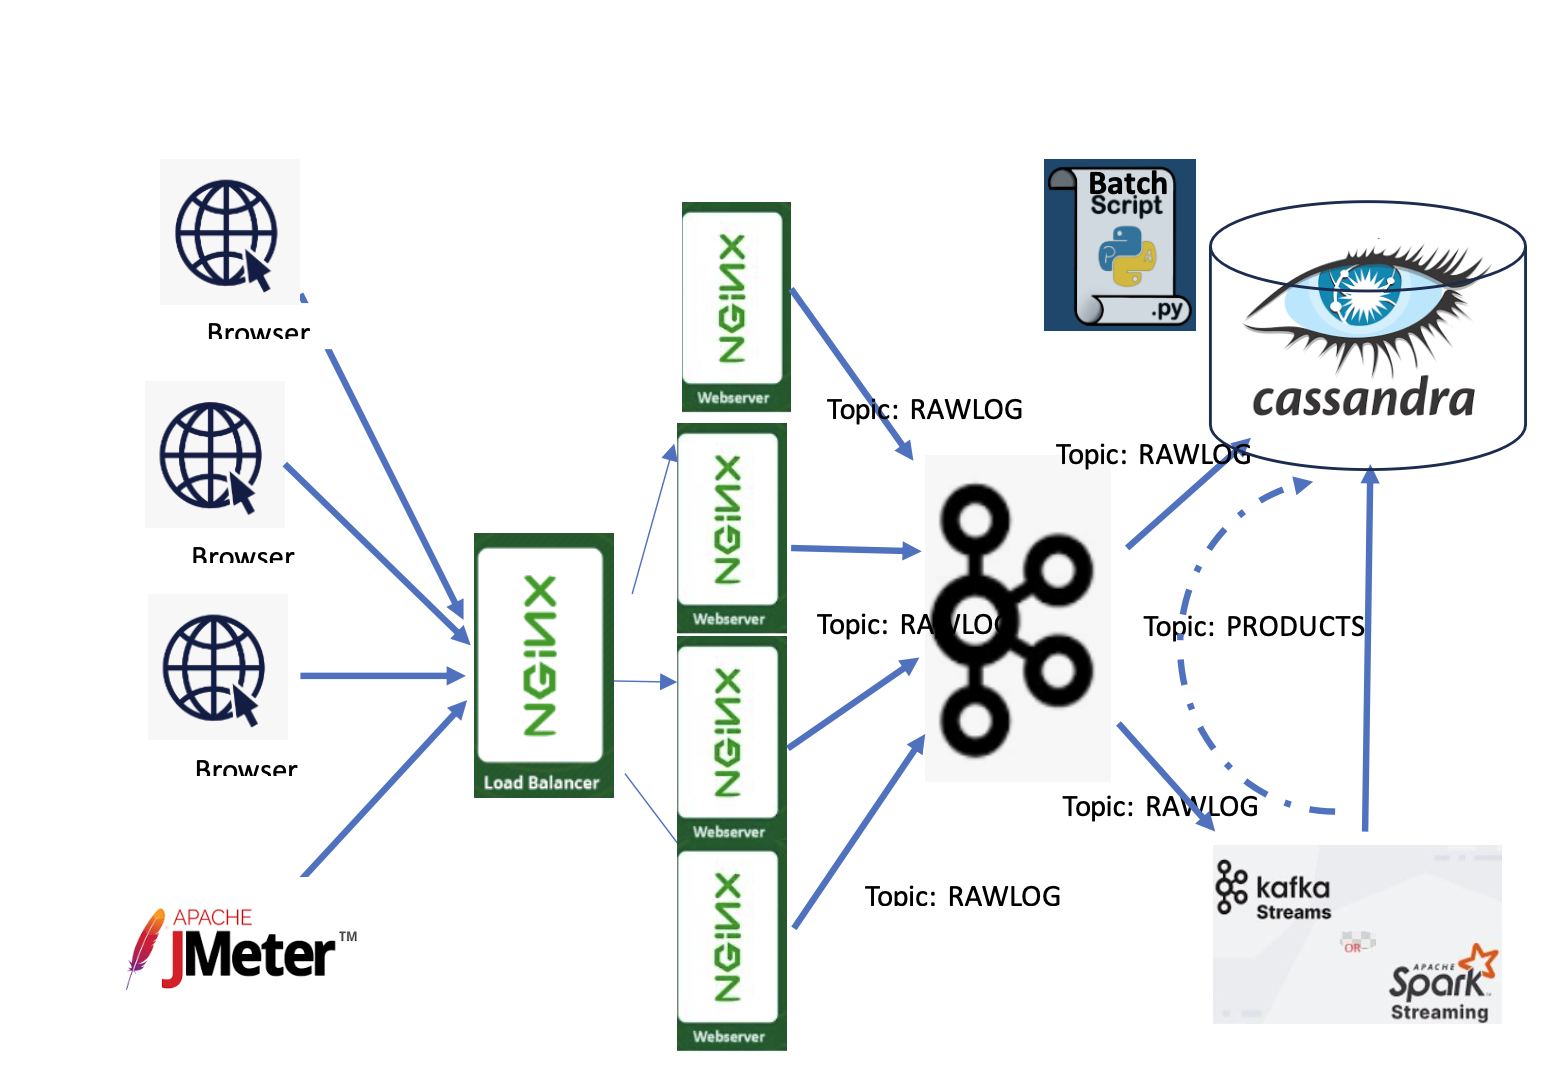 Browser
Browser
Browser
APACHE
JMeter™
NGINX
Load Balancer
NGINX
Webserver
NGINX
Webserver
NGINX
Webserver
NGINX
Webserver
Topic: RAWLOG
Topic: RAWLOG
Topic: RAWLOG
Batch
Script
P
A
.py
cassandra
Topic: RAWLOG
Topic: PRODUCTS
Topic: RAWLOG
kafka
Streams
OR–
APACHE
Spark™
Streaming